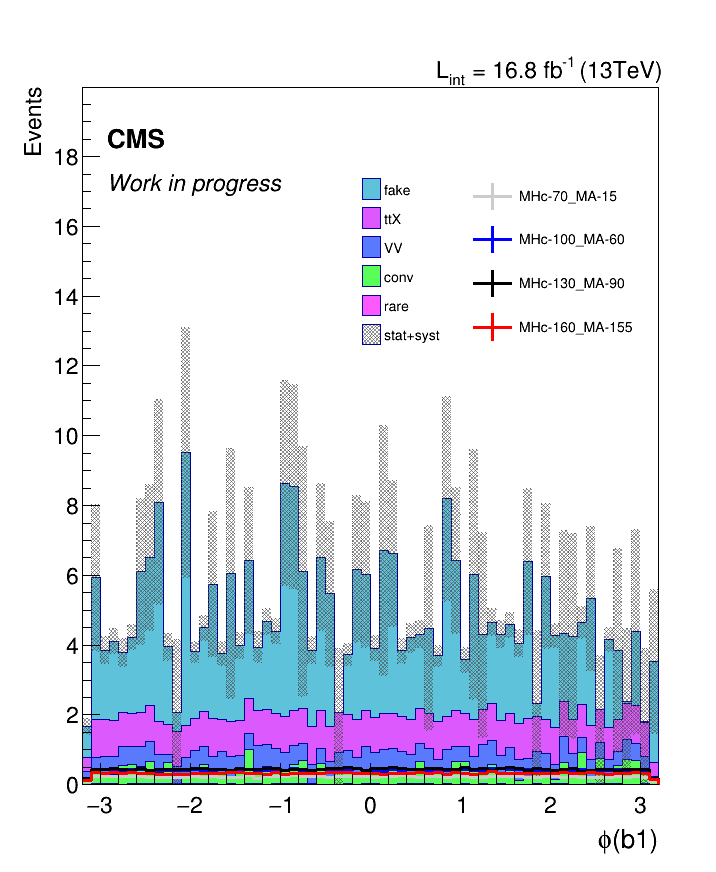 L_int = 16.8 fb^-1 (13TeV)
Events
CMS
Work in progress
fake
ttX
VV
conv
rare
stat+syst
MHc-70_MA-15
MHc-100_MA-60
MHc-130_MA-90
MHc-160_MA-155
18
16
14
12
10
8
6
4
2
0
−3 −2 −1 0 1 2 3
ϕ(b1)